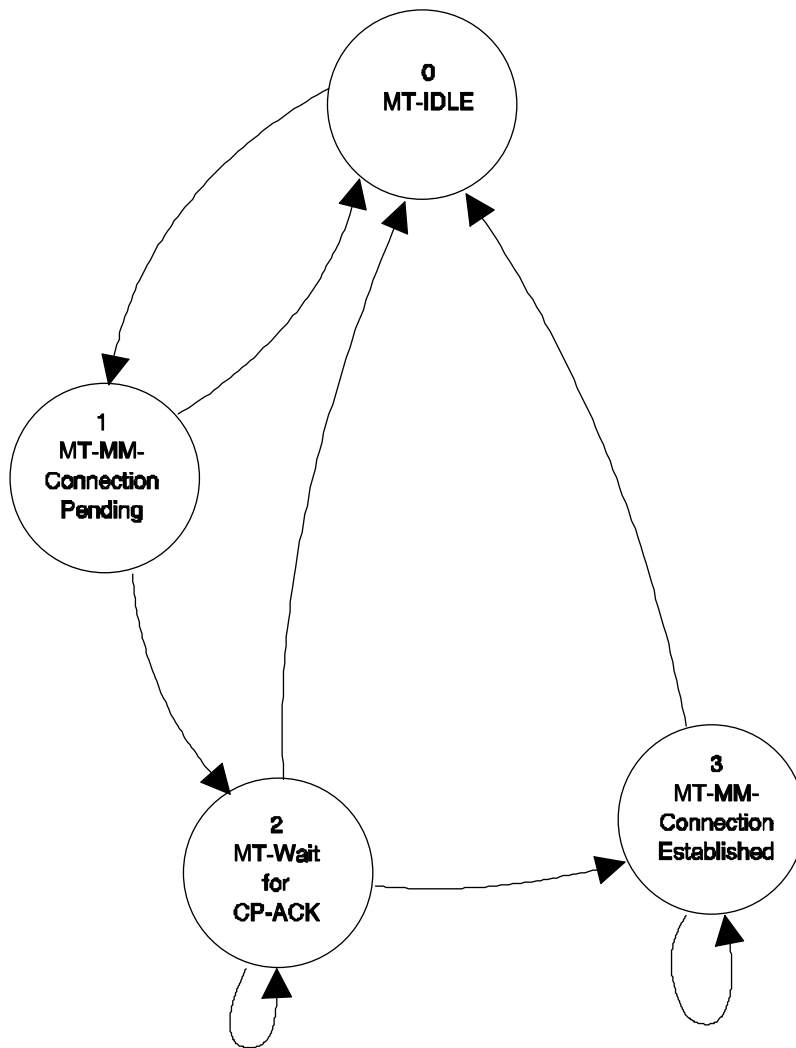 0
MT-IDLE
1
MT-MM-
Connection
Pending
2
MT-Wait
for
CP-ACK
3
MT-MM-
Connection
Established